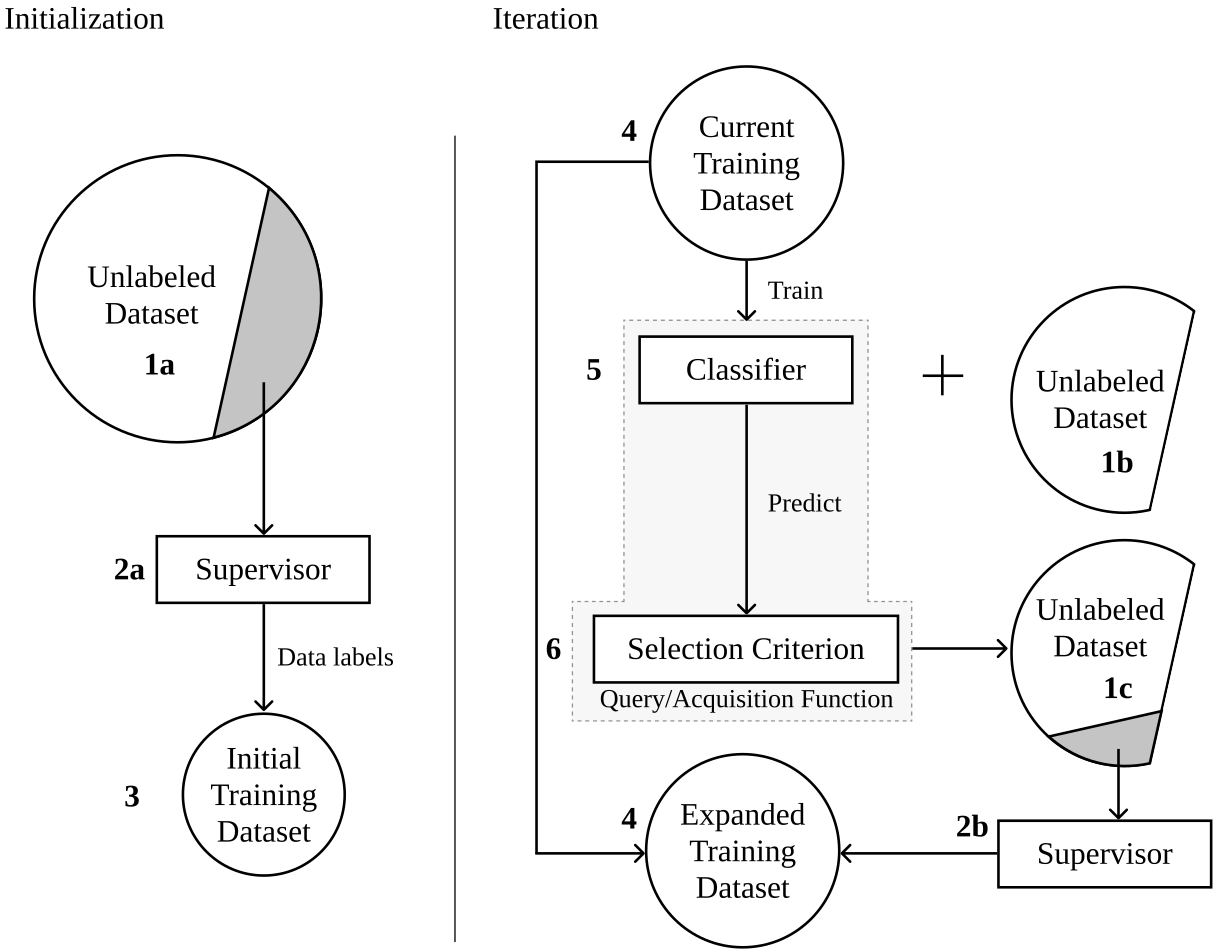 Initialization
Unlabeled
Dataset
1a
2a
Supervisor
Data labels
3
Initial
Training
Dataset
Iteration
4
Current
Training
Dataset
Train
5
Classifier
Unlabeled
Dataset
1b
Predict
6
Selection Criterion
Query/Acquisition Function
Unlabeled
Dataset
1c
2b
Supervisor
4
Expanded
Training
Dataset